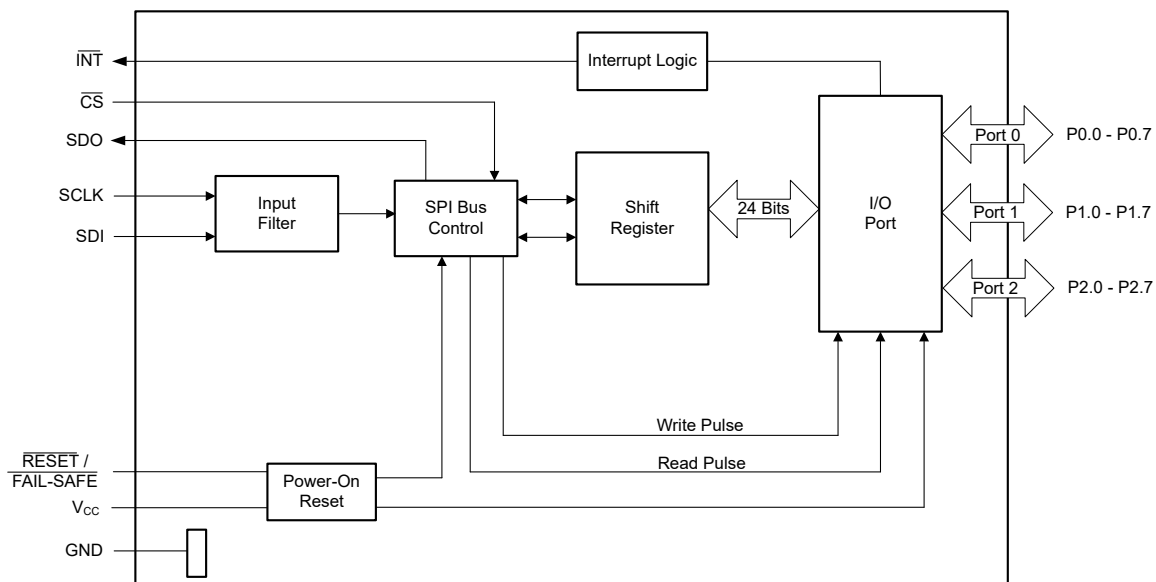 INT
Interrupt Logic
CS
SDO
Port 0
P0.0 - P0.7
SCLK
Input
Filter
SPI Bus
Control
Shift
Register
24 Bits
I/O
Port
Port 1
P1.0 - P1.7
SDI
Port 2
P2.0 - P2.7
Write Pulse
Read Pulse
RESET /
FAIL-SAFE
Power-On
Reset
VCC
GND